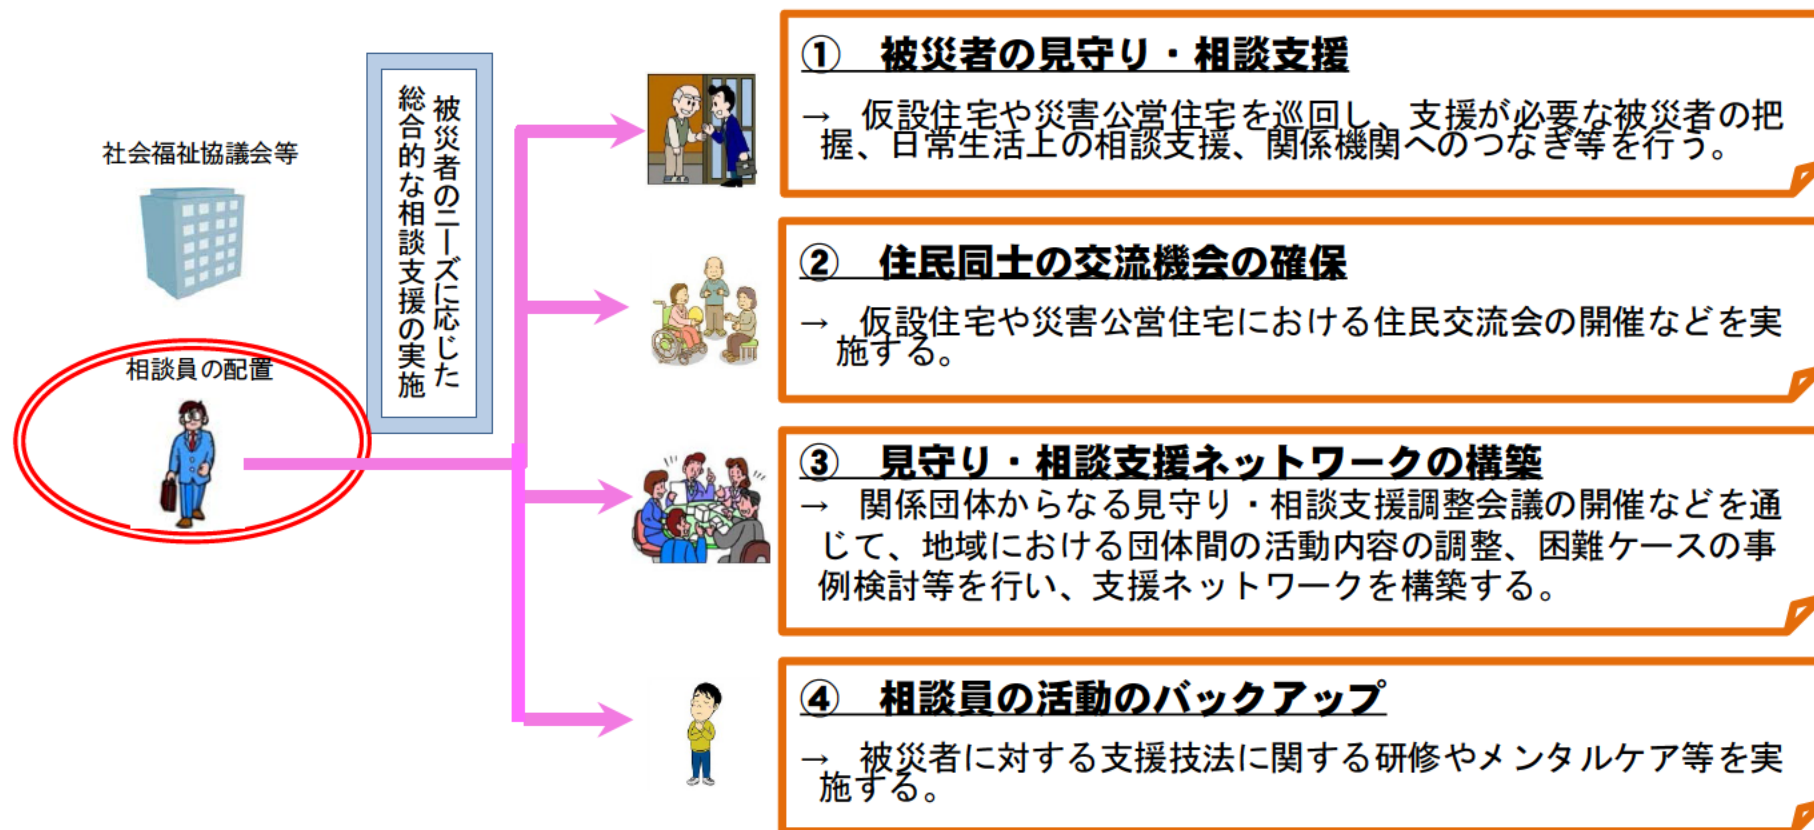 社会福祉協議会等
相談員の配置
被災者のニーズに応じた
総合的な相談支援の実施
① 被災者の見守り・相談支援
→ 仮設住宅や災害公営住宅を巡回し、支援が必要な被災者の把
握、日常生活上の相談支援、関係機関へのつなぎ等を行う。
② 住民同士の交流機会の確保
→ 仮設住宅や災害公営住宅における住民交流会の開催などを実
施する。
③ 見守り・相談支援ネットワークの構築
→ 関係団体からなる見守り・相談支援調整会議の開催などを通
じて、地域における団体間の活動内容の調整、困難ケースの事
例検討等を行い、支援ネットワークを構築する。
④ 相談員の活動のバックアップ
→ 被災者に対する支援技法に関する研修やメンタルケア等を実
施する。